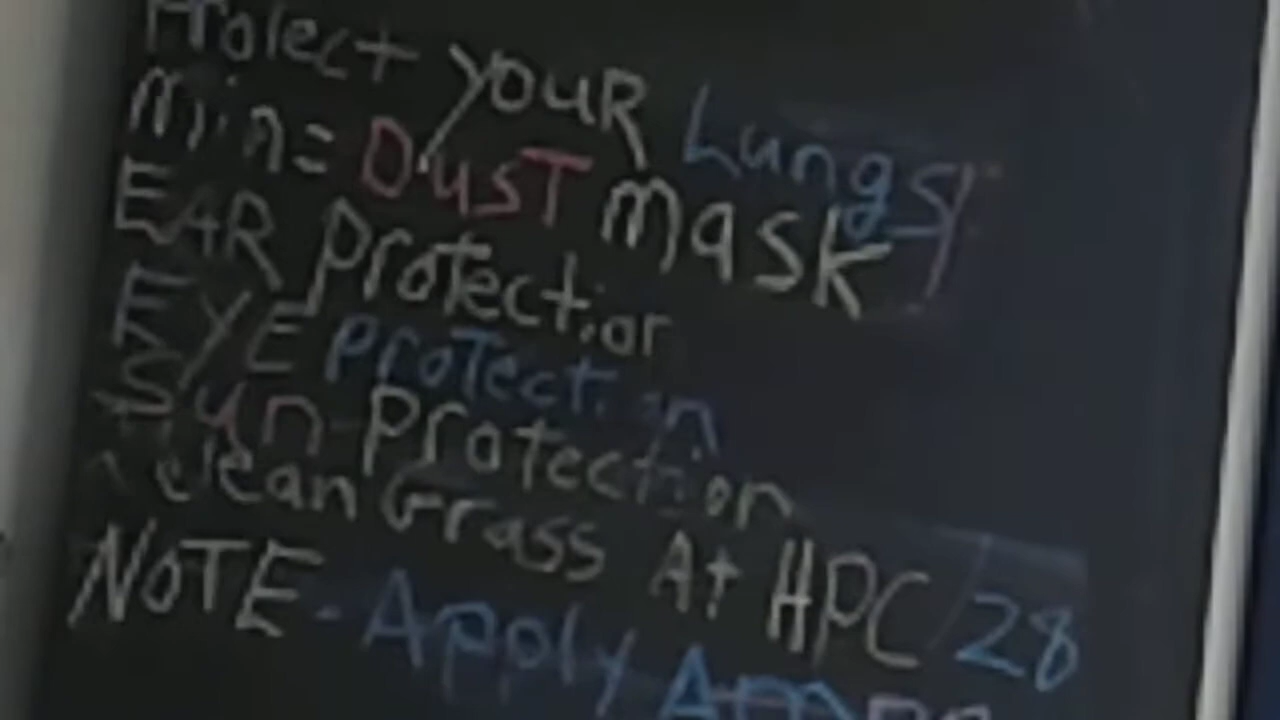 Protect YOUR Lungs!
Min= DUST Mask
EAR Protection
EYE protection
Sun-Protection
clean Grass At HPC/28
NOTE-Apply